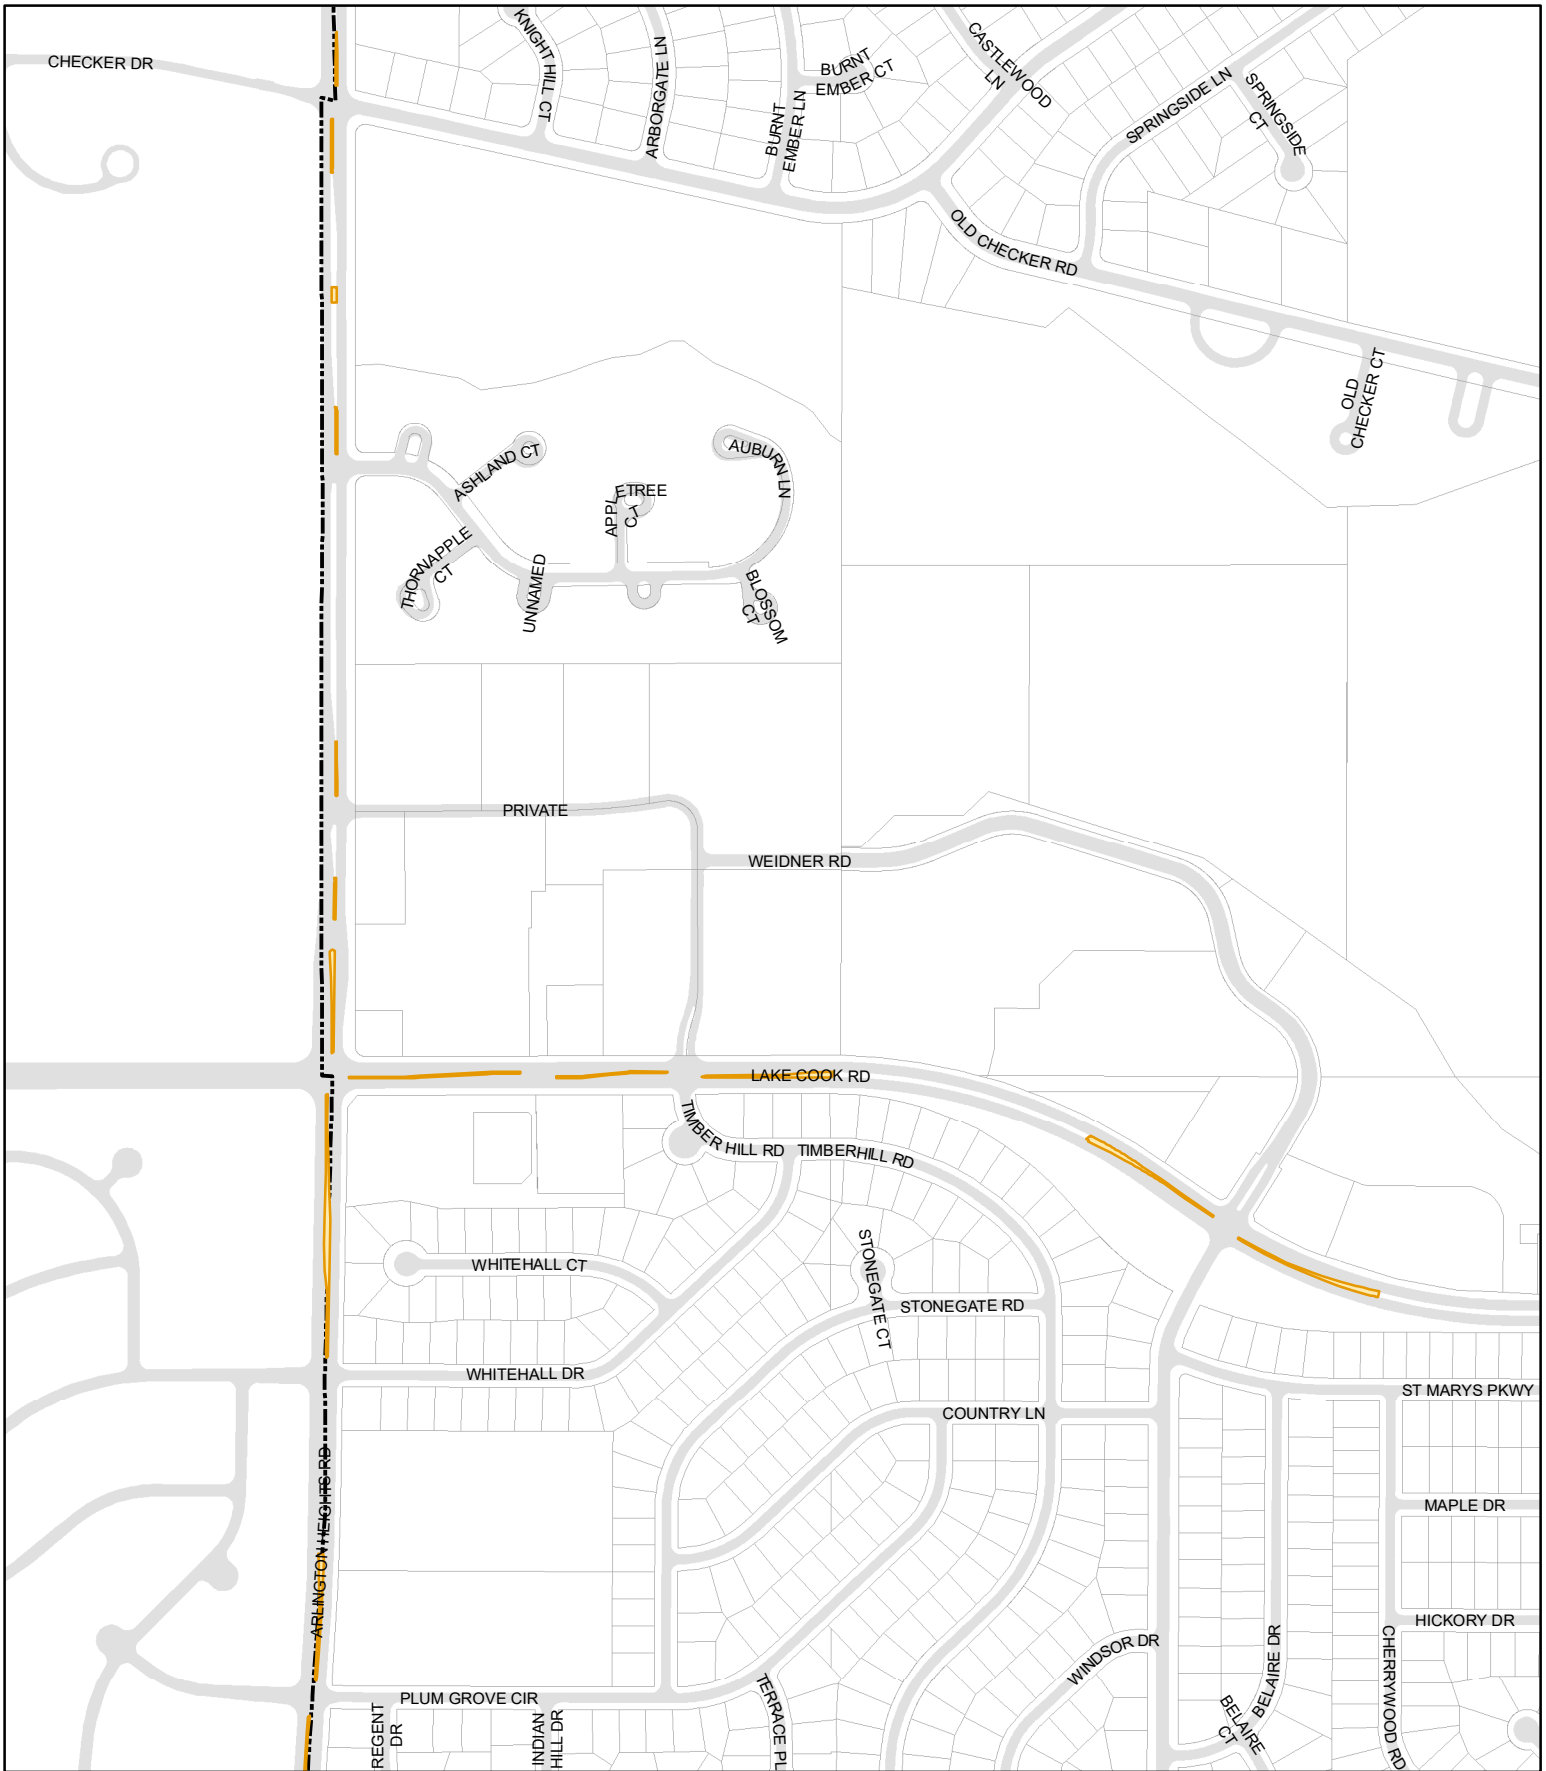 CHECKER DR
KNIGHT HILL CT
ARBORGATE LN
BURNT
EMBER LN
BURNT
EMBER CT
CASTLEWOOD
LN
SPRINGSIDE LN
SPRINGSIDE
CT
OLD CHECKER RD
OLD
CHECKER CT
ASHLAND CT
AUBURN LN
APPL
ETREE
CT
THORNAPPLE
CT
UNNAMED
BLOSSOM
CT
PRIVATE
WEIDNER RD
LAKE COOK RD
TIMBER HILL RD
TIMBERHILL RD
WHITEHALL CT
STONEGATE CT
STONEGATE RD
WHITEHALL DR
COUNTRY LN
ST MARYS PKWY
ARLINGTON HEIGHTS RD
MAPLE DR
HICKORY DR
WINDSOR DR
BELAIRE DR
BELAIRE
CT
CHERRYWOOD RD
PLUM GROVE CIR
REGENT
DR
INDIAN
HILL DR
TERRACE PL